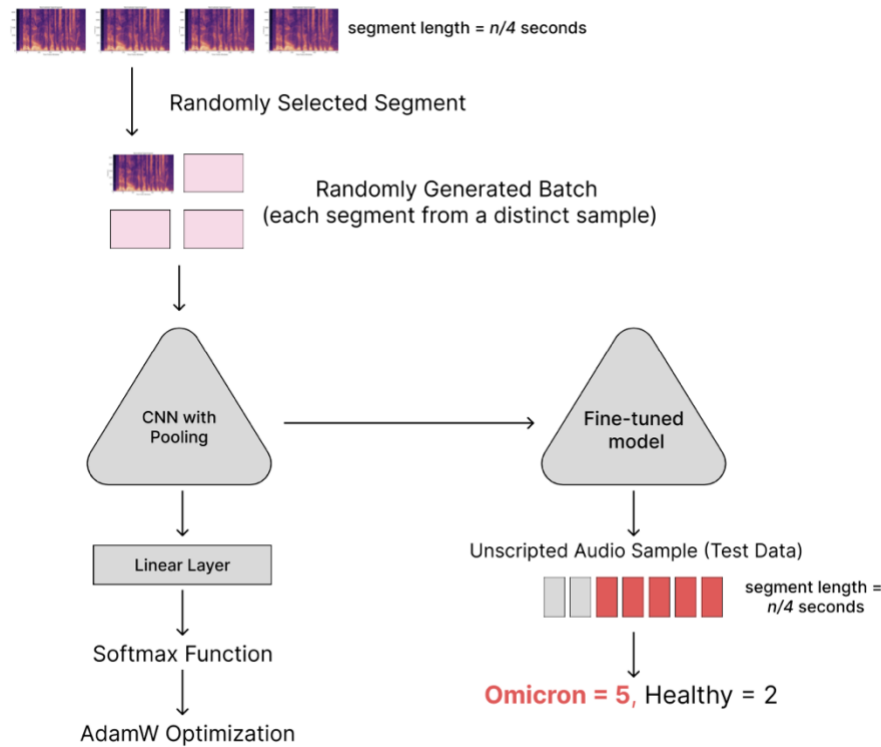 segment length = n/4 seconds
Randomly Selected Segment
Randomly Generated Batch
(each segment from a distinct sample)
CNN with
Pooling
Fine-tuned
model
Linear Layer
Softmax Function
AdamW Optimization
Unscripted Audio Sample (Test Data)
segment length =
n/4 seconds
Omicron = 5, Healthy = 2